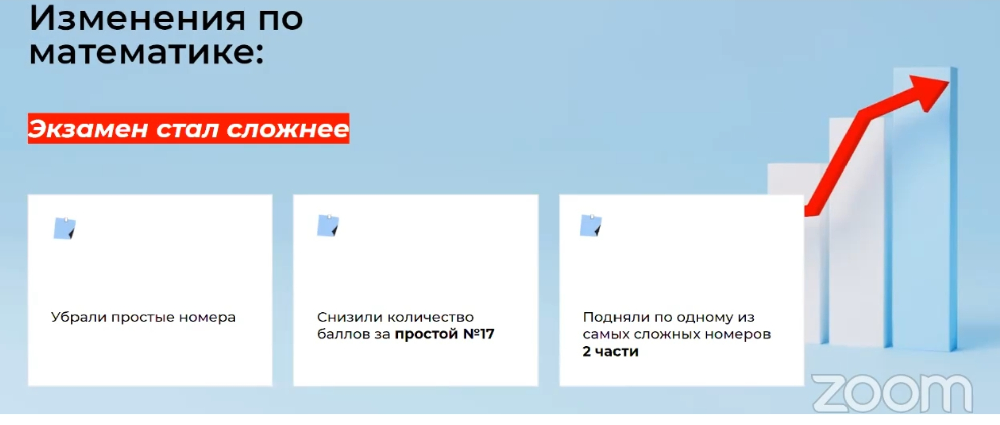 Изменения по
математике:
Экзамен стал сложнее
Убрали простые номера
Снизили количество
баллов за простой №17
Подняли по одному из
самых сложных номеров
2 части
zoom